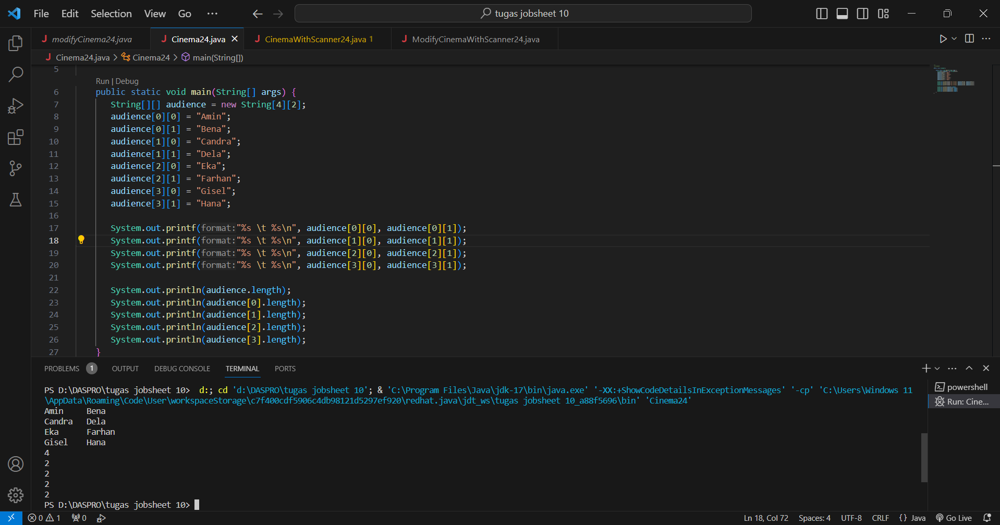 File Edit Selection View Go ··· tugas jobsheet 10
J modifyCinema24.java J Cinema24.java J CinemaWithScanner24.java 1 J ModifyCinemaWithScanner24.java
J Cinema24.java > Cinema24 > main(String[])
5
Run | Debug
6 public static void main(String[] args) {
7 String[][] audience = new String[4][2];
8 audience[0][0] = "Amin";
9 audience[0][1] = "Bena";
10 audience[1][0] = "Candra";
11 audience[1][1] = "Dela";
12 audience[2][0] = "Eka";
13 audience[2][1] = "Farhan";
14 audience[3][0] = "Gisel";
15 audience[3][1] = "Hana";
16
17 System.out.printf(format:"%s \t %s\n", audience[0][0], audience[0][1]);
18 System.out.printf(format:"%s \t %s\n", audience[1][0], audience[1][1]);
19 System.out.printf(format:"%s \t %s\n", audience[2][0], audience[2][1]);
20 System.out.printf(format:"%s \t %s\n", audience[3][0], audience[3][1]);
21
22 System.out.println(audience.length);
23 System.out.println(audience[0].length);
24 System.out.println(audience[1].length);
25 System.out.println(audience[2].length);
26 System.out.println(audience[3].length);
27 }
PROBLEMS 1 OUTPUT DEBUG CONSOLE TERMINAL PORTS
PS D:\DASPRO\tugas jobsheet 10> d:; cd 'd:\DASPRO\tugas jobsheet 10'; & 'C:\Program Files\Java\jdk-17\bin\java.exe' '-XX:+ShowCodeDetailsInExceptionMessages' '-cp' 'C:\Users\Windows 11
\AppData\Roaming\Code\User\workspaceStorage\c7f400cdf5906c4db98121d5297ef920\redhat.java\jdt_ws\tugas jobsheet 10_a88f5696\bin' 'Cinema24'
Amin Bena
Candra Dela
Eka Farhan
Gisel Hana
4
2
2
2
2
PS D:\DASPRO\tugas jobsheet 10>
powershell
Run: Cine...
0 1 0 Ln 18, Col 72 Spaces: 4 UTF-8 CRLF {} Java Go Live